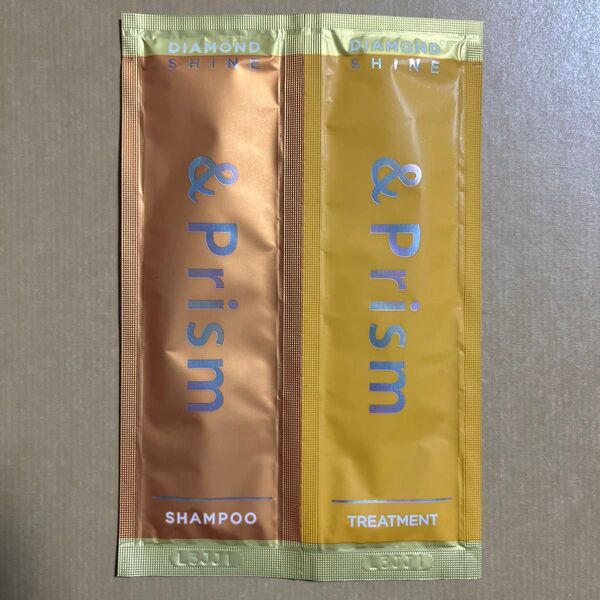 DIAMOND
SHINE
& Prism
SHAMPOO
DIAMOND
SHINE
& Prism
TREATMENT